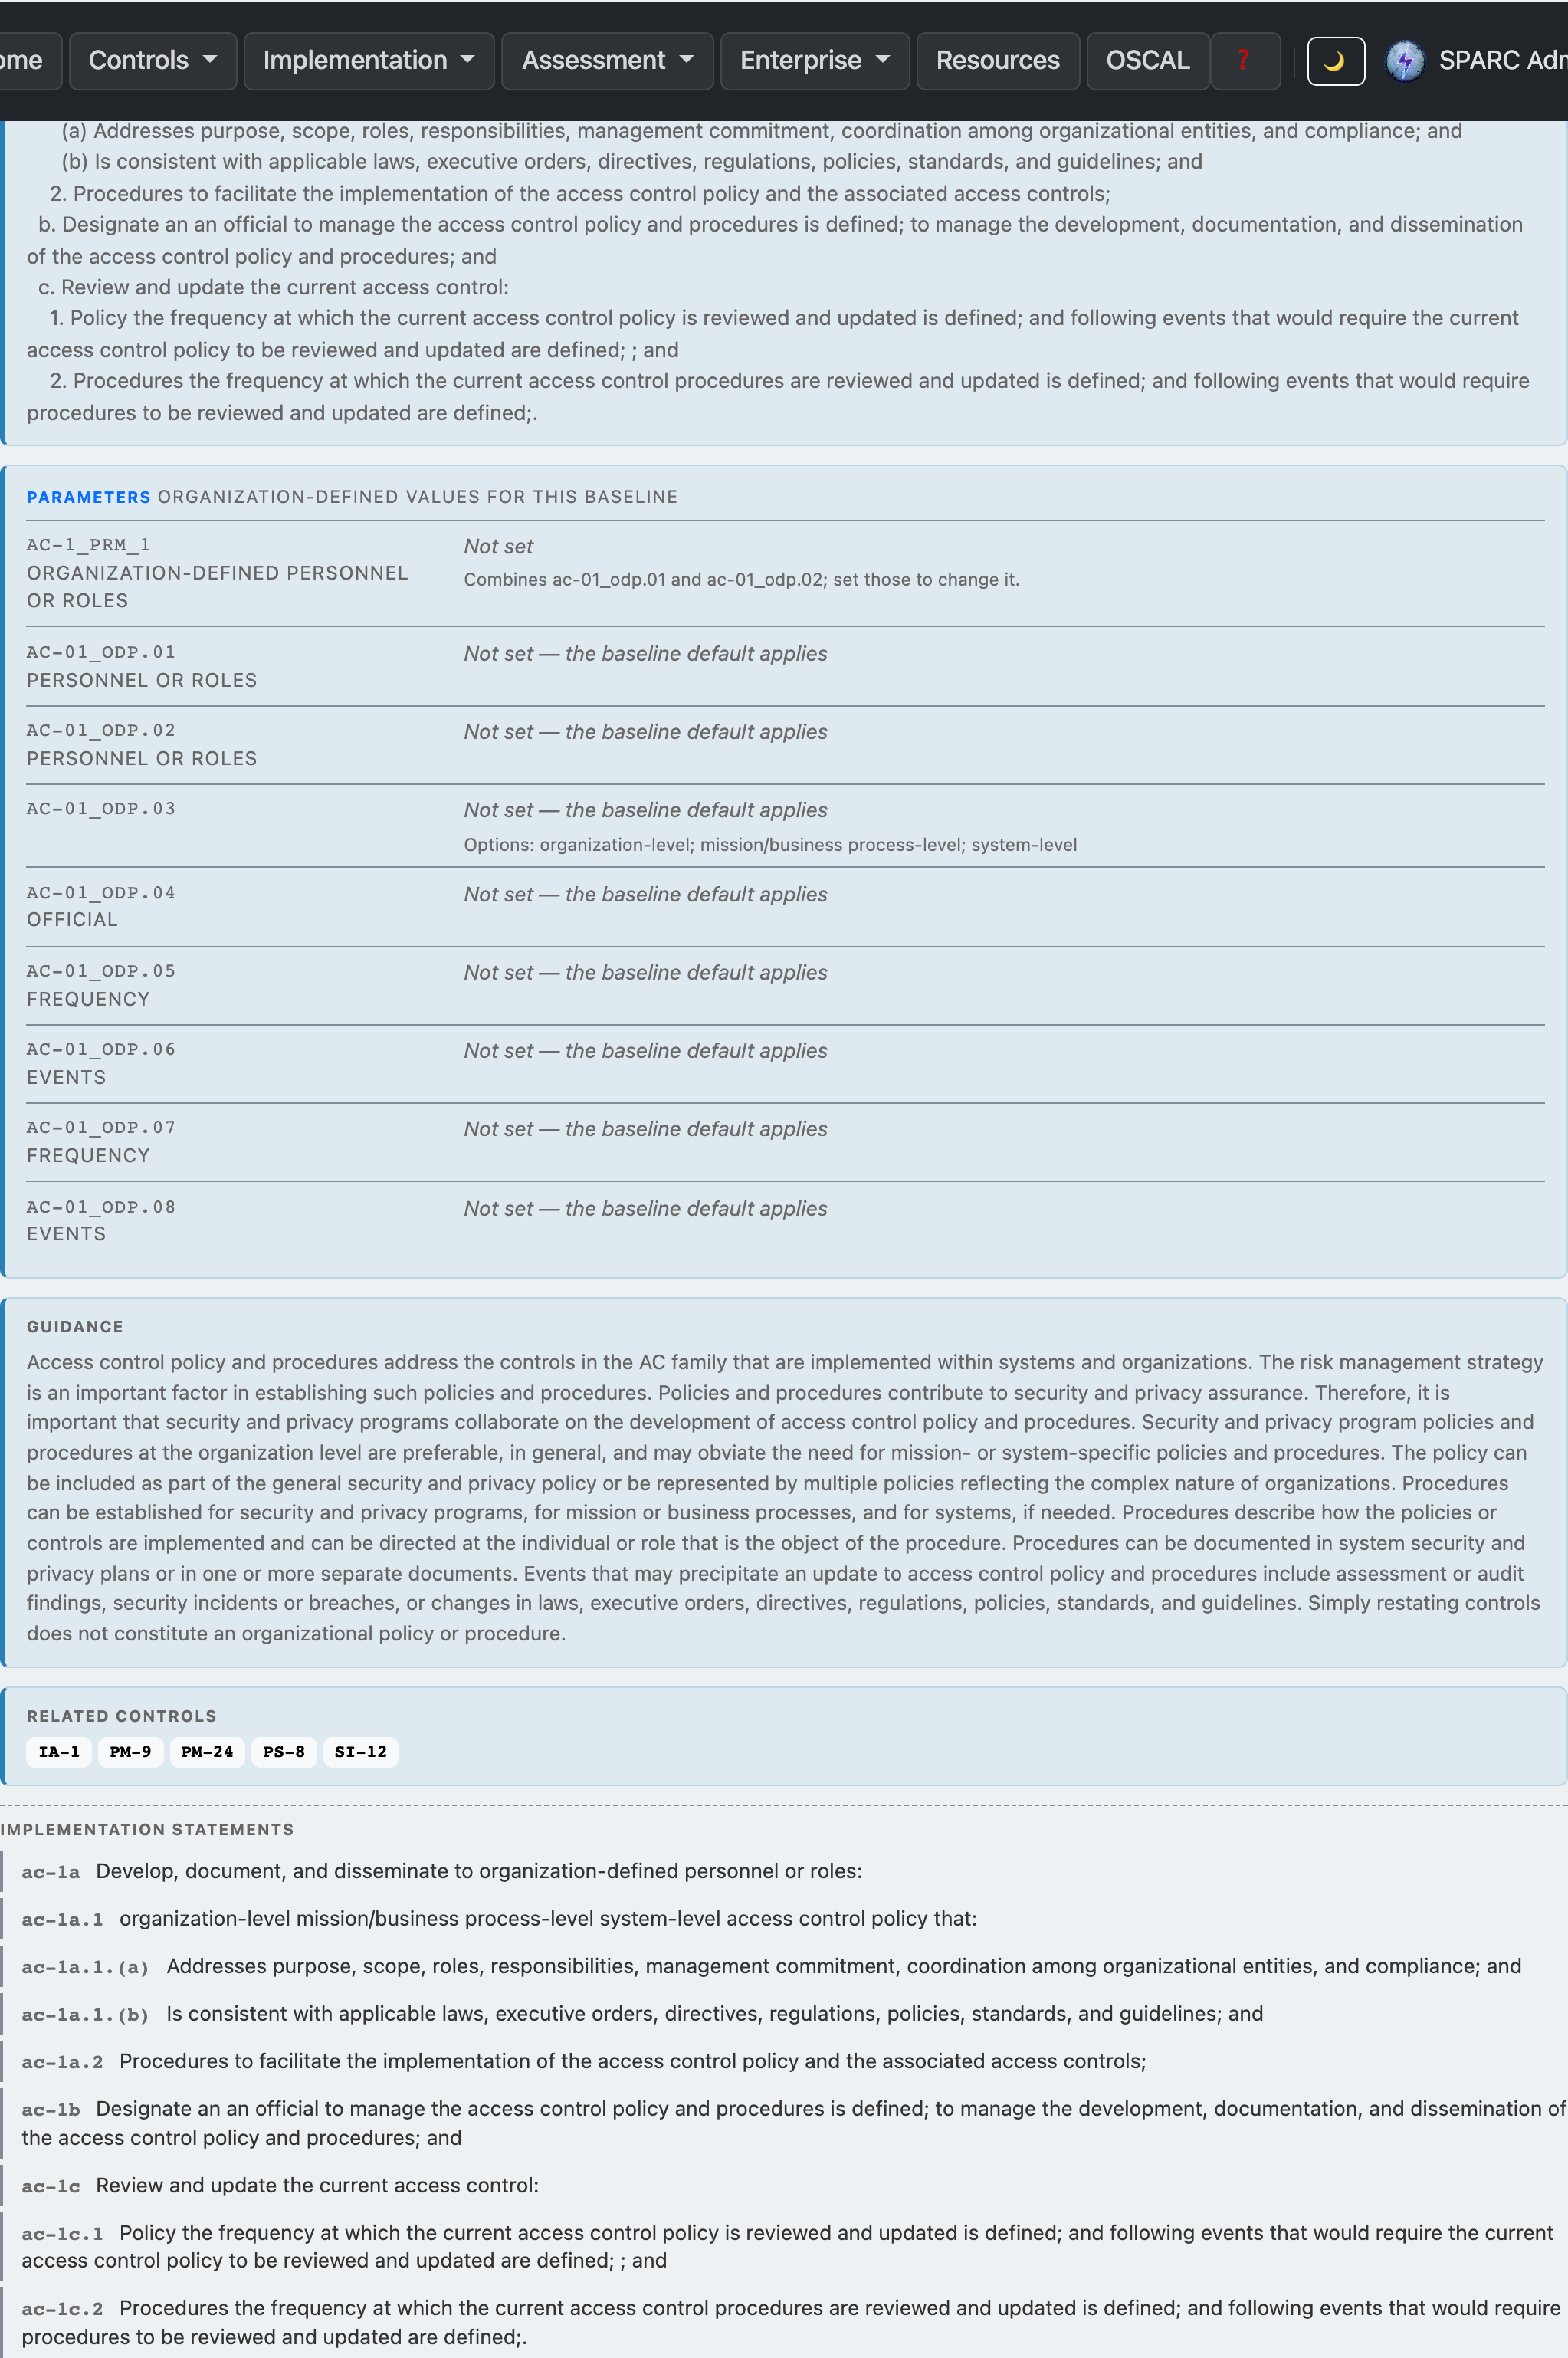 ome Controls Implementation Assessment Enterprise Resources OSCAL ? SPARC Adm
(a) Addresses purpose, scope, roles, responsibilities, management commitment, coordination among organizational entities, and compliance; and
(b) Is consistent with applicable laws, executive orders, directives, regulations, policies, standards, and guidelines; and
2. Procedures to facilitate the implementation of the access control policy and the associated access controls;
b. Designate an an official to manage the access control policy and procedures is defined; to manage the development, documentation, and dissemination
of the access control policy and procedures; and
c. Review and update the current access control:
1. Policy the frequency at which the current access control policy is reviewed and updated is defined; and following events that would require the current
access control policy to be reviewed and updated are defined; ; and
2. Procedures the frequency at which the current access control procedures are reviewed and updated is defined; and following events that would require
procedures to be reviewed and updated are defined;.
PARAMETERS ORGANIZATION-DEFINED VALUES FOR THIS BASELINE
AC-1_PRM_1
ORGANIZATION-DEFINED PERSONNEL
OR ROLES
Not set
Combines ac-01_odp.01 and ac-01_odp.02; set those to change it.
AC-01_ODP.01
PERSONNEL OR ROLES
Not set — the baseline default applies
AC-01_ODP.02
PERSONNEL OR ROLES
Not set — the baseline default applies
AC-01_ODP.03
Not set — the baseline default applies
Options: organization-level; mission/business process-level; system-level
AC-01_ODP.04
OFFICIAL
Not set — the baseline default applies
AC-01_ODP.05
FREQUENCY
Not set — the baseline default applies
AC-01_ODP.06
EVENTS
Not set — the baseline default applies
AC-01_ODP.07
FREQUENCY
Not set — the baseline default applies
AC-01_ODP.08
EVENTS
Not set — the baseline default applies
GUIDANCE
Access control policy and procedures address the controls in the AC family that are implemented within systems and organizations. The risk management strategy
is an important factor in establishing such policies and procedures. Policies and procedures contribute to security and privacy assurance. Therefore, it is
important that security and privacy programs collaborate on the development of access control policy and procedures. Security and privacy program policies and
procedures at the organization level are preferable, in general, and may obviate the need for mission- or system-specific policies and procedures. The policy can
be included as part of the general security and privacy policy or be represented by multiple policies reflecting the complex nature of organizations. Procedures
can be established for security and privacy programs, for mission or business processes, and for systems, if needed. Procedures describe how the policies or
controls are implemented and can be directed at the individual or role that is the object of the procedure. Procedures can be documented in system security and
privacy plans or in one or more separate documents. Events that may precipitate an update to access control policy and procedures include assessment or audit
findings, security incidents or breaches, or changes in laws, executive orders, directives, regulations, policies, standards, and guidelines. Simply restating controls
does not constitute an organizational policy or procedure.
RELATED CONTROLS
IA-1 PM-9 PM-24 PS-8 SI-12
IMPLEMENTATION STATEMENTS
ac-1a Develop, document, and disseminate to organization-defined personnel or roles:
ac-1a.1 organization-level mission/business process-level system-level access control policy that:
ac-1a.1.(a) Addresses purpose, scope, roles, responsibilities, management commitment, coordination among organizational entities, and compliance; and
ac-1a.1.(b) Is consistent with applicable laws, executive orders, directives, regulations, policies, standards, and guidelines; and
ac-1a.2 Procedures to facilitate the implementation of the access control policy and the associated access controls;
ac-1b Designate an an official to manage the access control policy and procedures is defined; to manage the development, documentation, and dissemination of
the access control policy and procedures; and
ac-1c Review and update the current access control:
ac-1c.1 Policy the frequency at which the current access control policy is reviewed and updated is defined; and following events that would require the current
access control policy to be reviewed and updated are defined; ; and
ac-1c.2 Procedures the frequency at which the current access control procedures are reviewed and updated is defined; and following events that would require
procedures to be reviewed and updated are defined;.